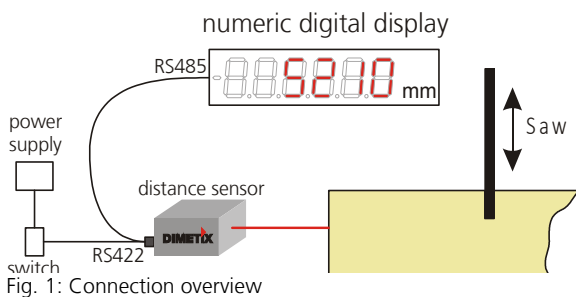 numeric digital display
RS485
5210
mm
Saw
power
supply
distance sensor
DIMETIX
RS422
switch
Fig. 1: Connection overview